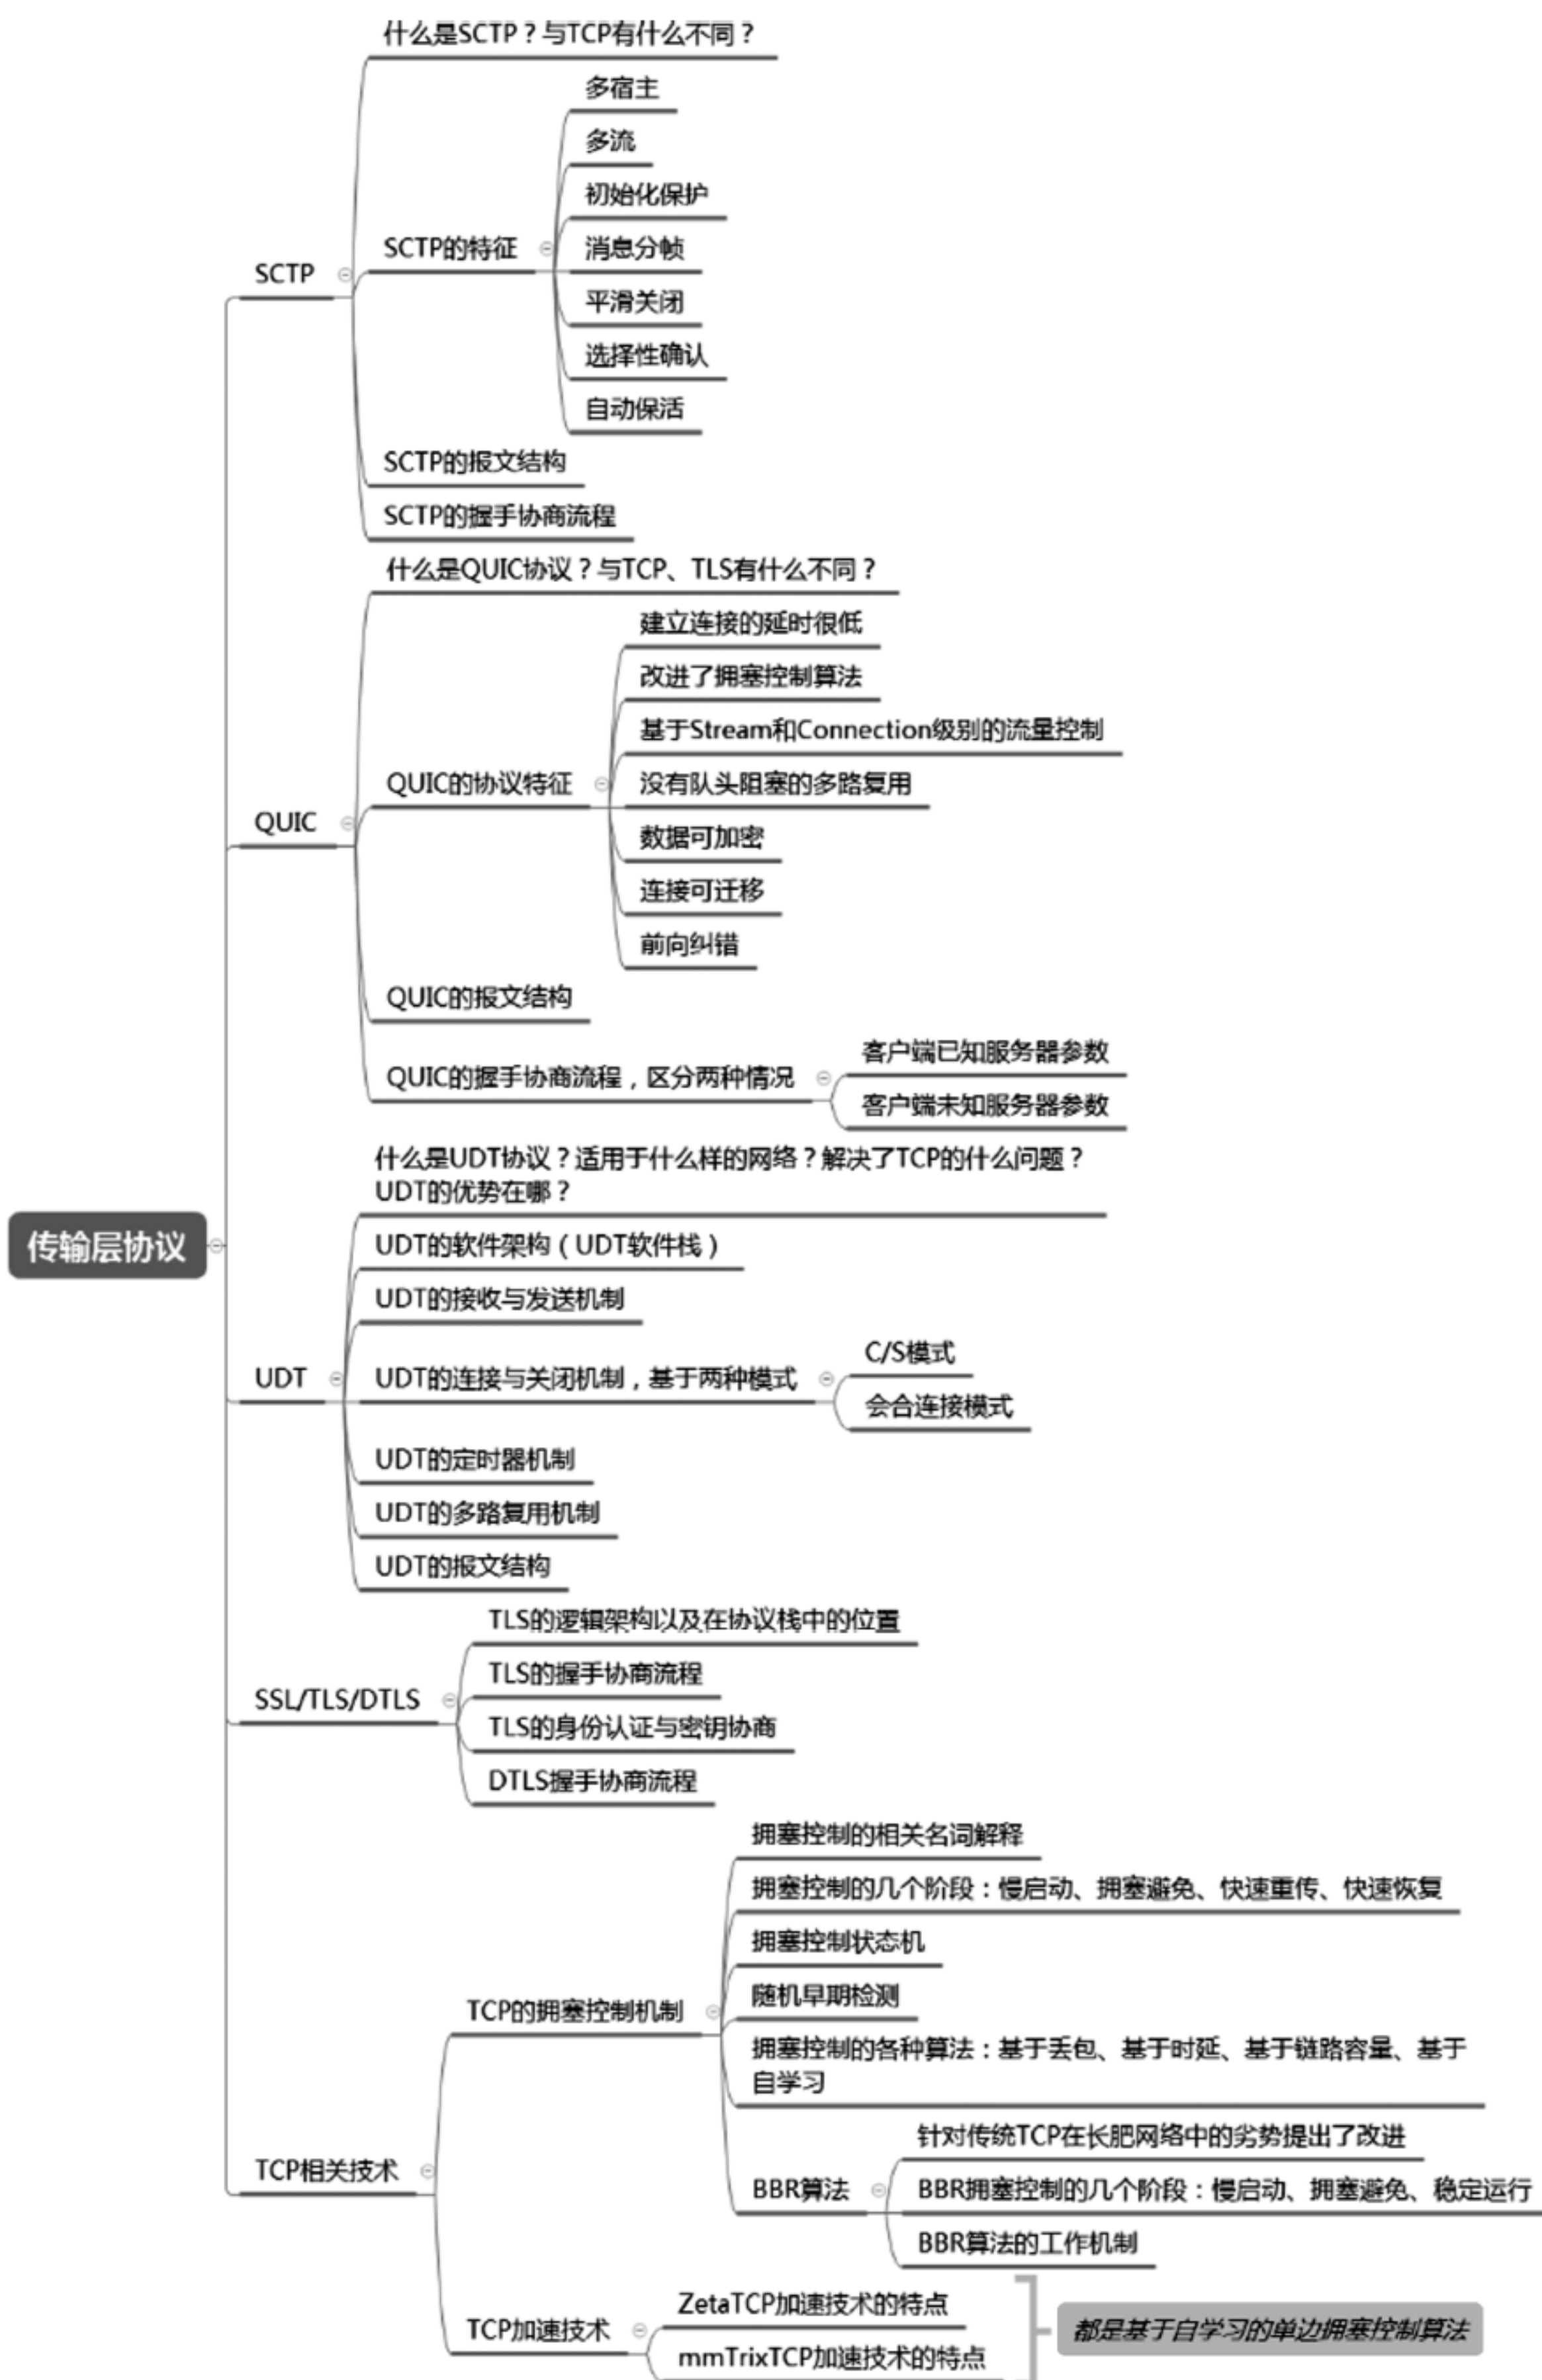 什么是SCTP？与TCP有什么不同？
多宿主
多流
初始化保护
SCTP的特征
消息分帧
SCTP
平滑关闭
选择性确认
自动保活
SCTP的报文结构
SCTP的握手协商流程
什么是QUIC协议？与TCP、TLS有什么不同？
建立连接的延时很低
改进了拥塞控制算法
基于Stream和Connection级别的流量控制
QUIC的协议特征
没有队头阻塞的多路复用
QUIC
数据可加密
连接可迁移
前向纠错
QUIC的报文结构
QUIC的握手协商流程，区分两种情况
客户端已知服务器参数
客户端未知服务器参数
什么是UDT协议？适用于什么样的网络？解决了TCP的什么问题？
UDT的优势在哪？
传输层协议
UDT的软件架构（UDT软件栈）
UDT的接收与发送机制
UDT
UDT的连接与关闭机制，基于两种模式
C/S模式
会合连接模式
UDT的定时器机制
UDT的多路复用机制
UDT的报文结构
TLS的逻辑架构以及在协议栈中的位置
TLS的握手协商流程
SSL/TLS/DTLS
TLS的身份认证与密钥协商
DTLS握手协商流程
拥塞控制的相关名词解释
拥塞控制的几个阶段：慢启动、拥塞避免、快速重传、快速恢复
拥塞控制状态机
TCP的拥塞控制机制
随机早期检测
拥塞控制的各种算法：基于丢包、基于时延、基于链路容量、基于
自学习
TCP相关技术
BBR算法
针对传统TCP在长肥网络中的劣势提出了改进
BBR拥塞控制的几个阶段：慢启动、拥塞避免、稳定运行
BBR算法的工作机制
TCP加速技术
ZetaTCP加速技术的特点
mmTrixTCP加速技术的特点
都是基于自学习的单边拥塞控制算法